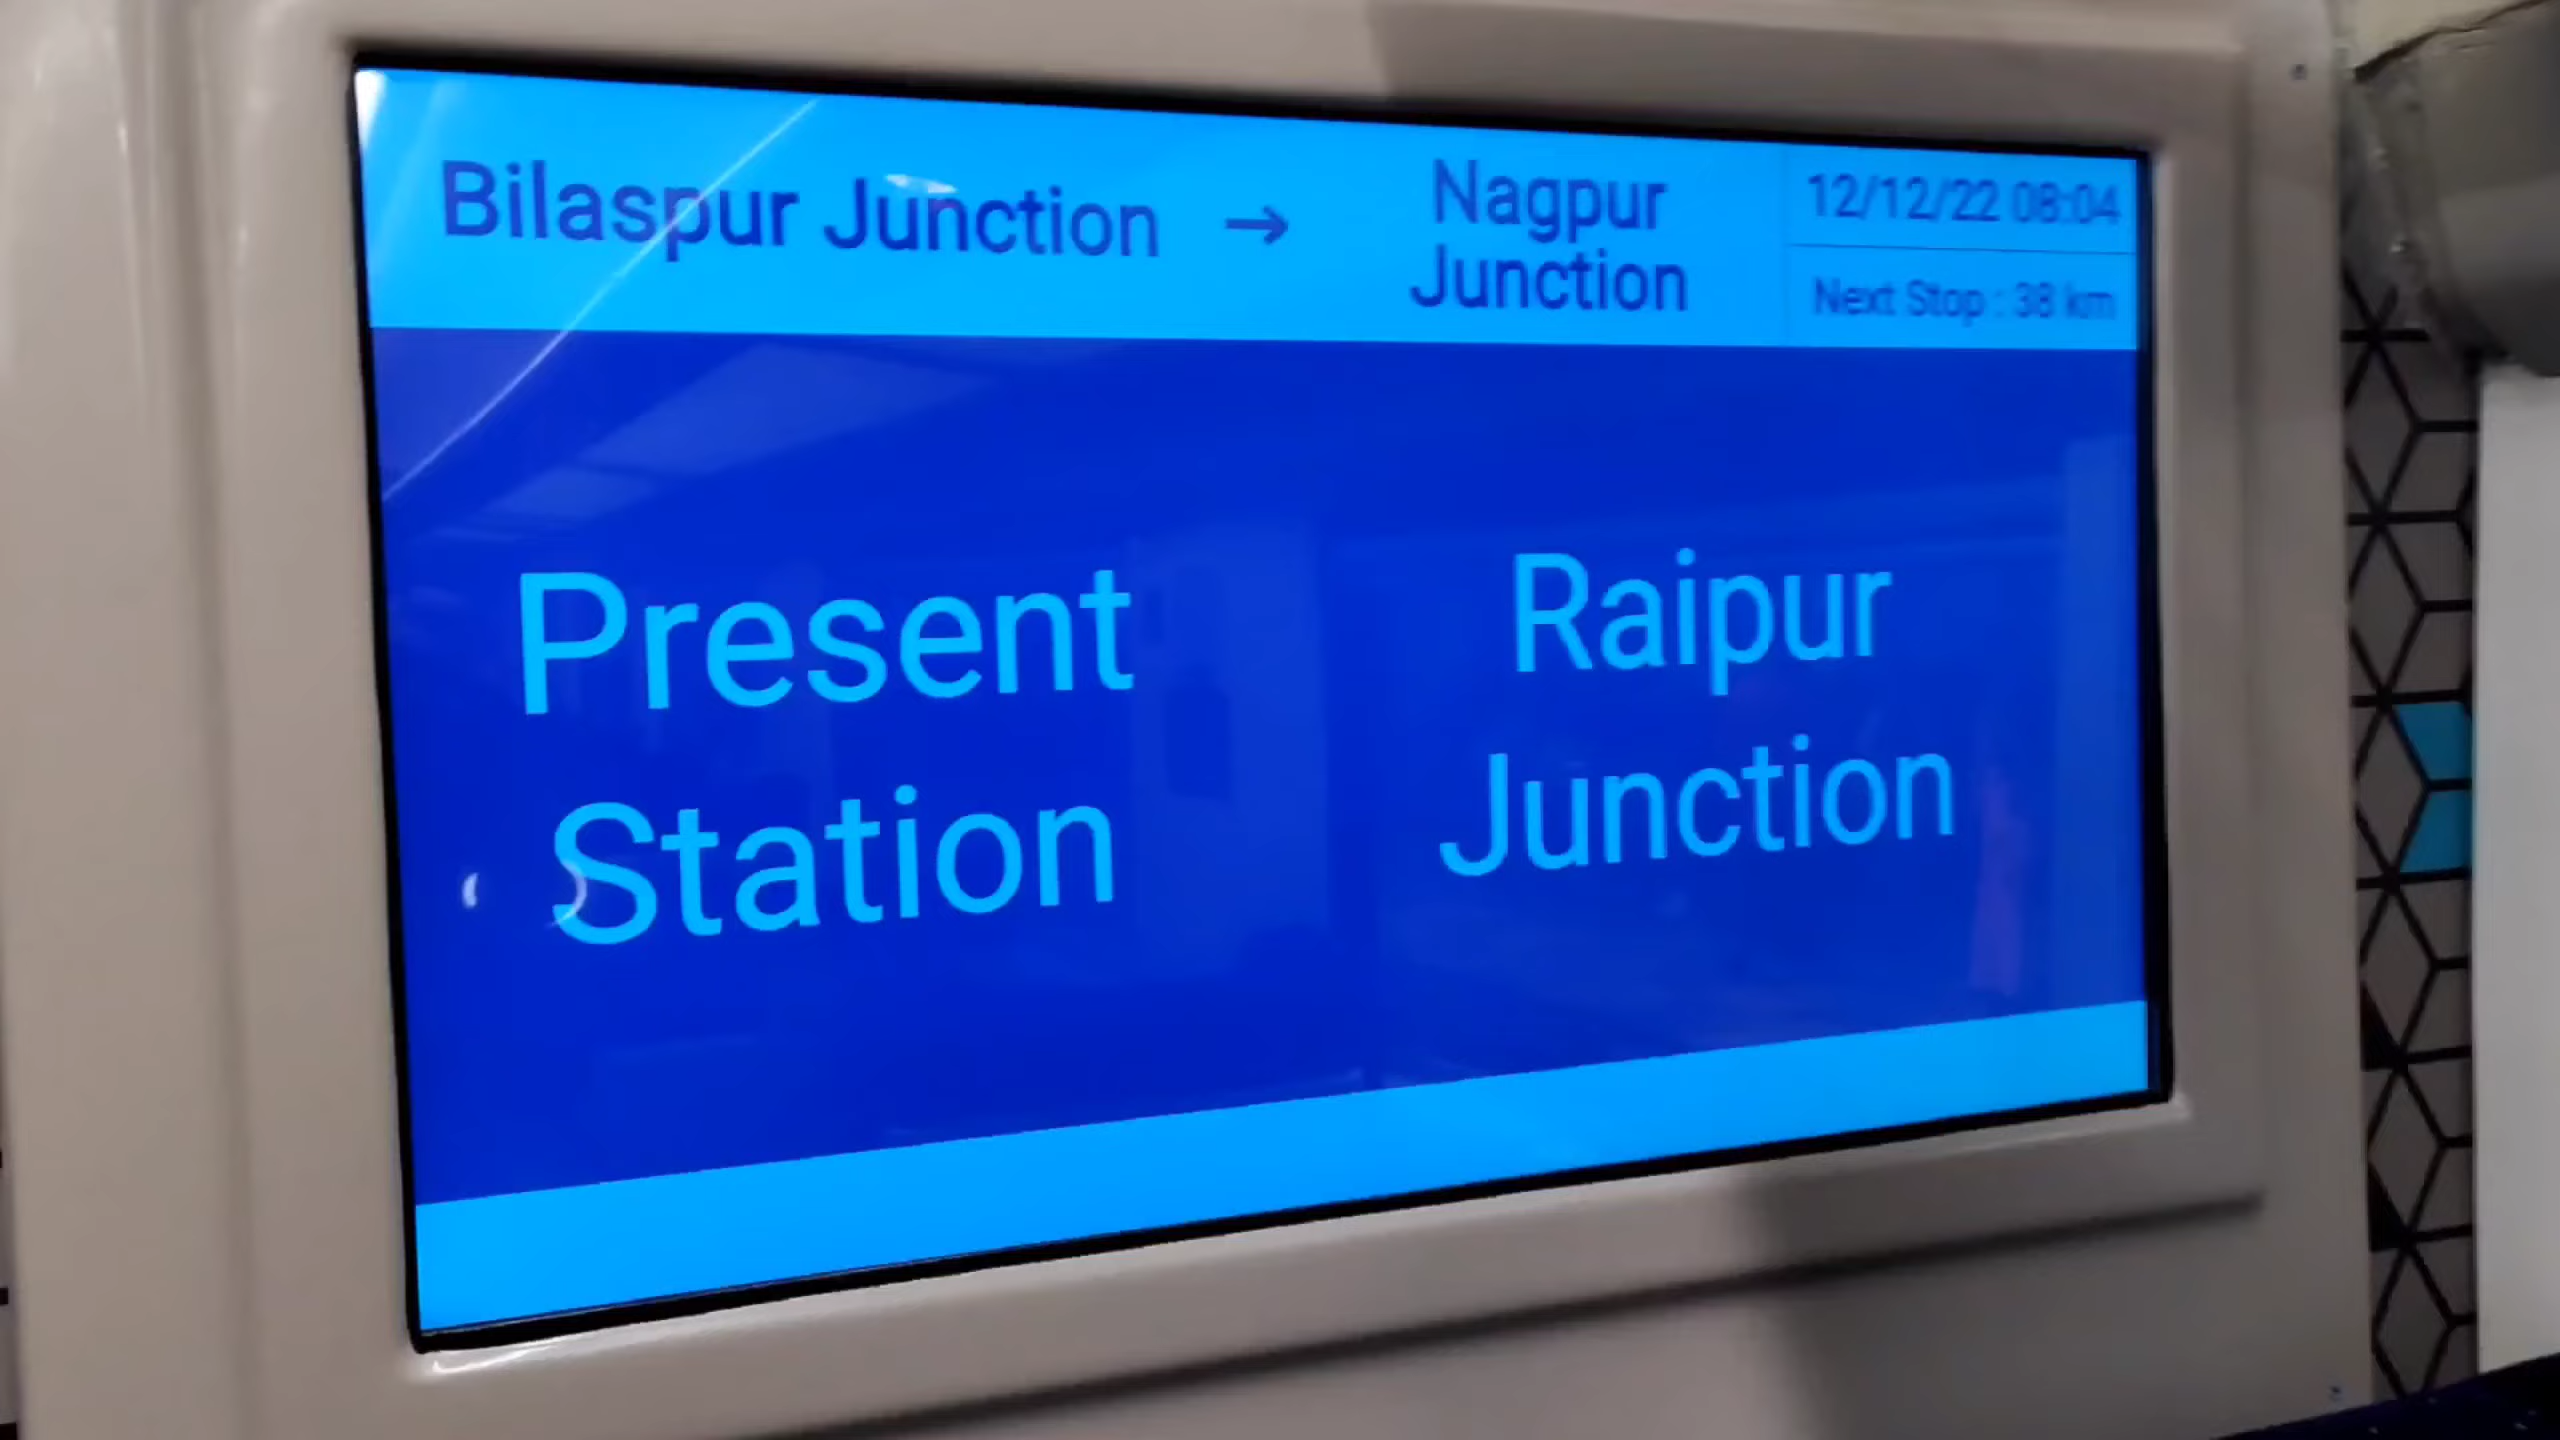 Bilaspur Junction → Nagpur
Junction
12/12/22 08:04
Next Stop : 38 km
Present
Station
Raipur
Junction